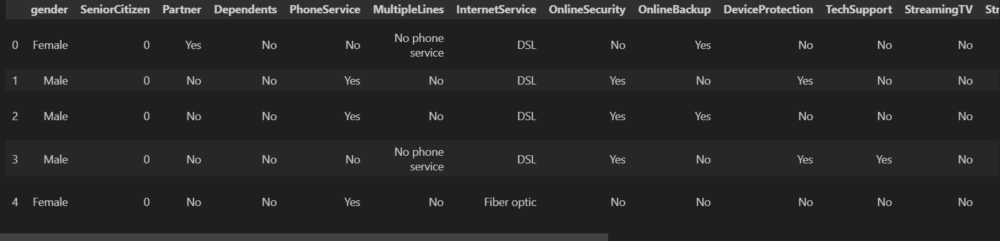 gender SeniorCitizen Partner Dependents PhoneService MultipleLines InternetService OnlineSecurity OnlineBackup DeviceProtection TechSupport StreamingTV Str
0 Female 0 Yes No No No phone service DSL No Yes No No No
1 Male 0 No No Yes No DSL Yes No Yes No No
2 Male 0 No No Yes No DSL Yes Yes No No No
3 Male 0 No No No No phone service DSL Yes No Yes Yes No
4 Female 0 No No Yes No Fiber optic No No No No No